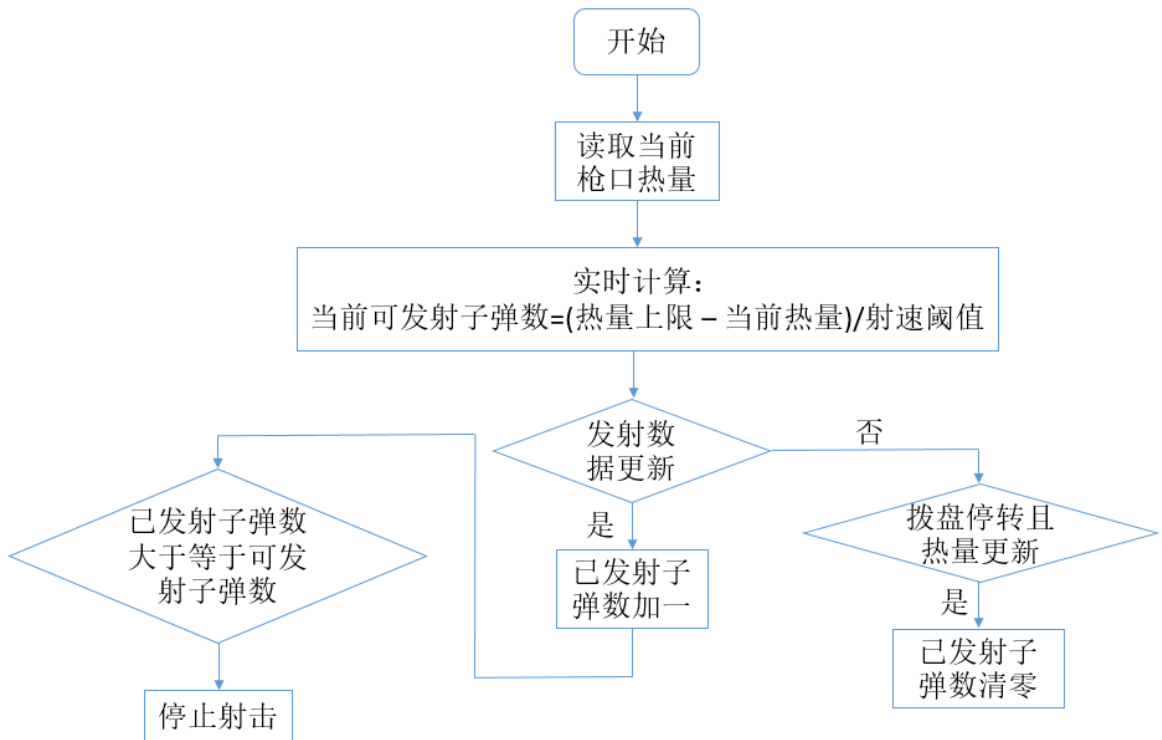 开始
读取当前
枪口热量
实时计算：
当前可发射子弹数=(热量上限 – 当前热量)/射速阈值
发射数
据更新
否
是
已发射子弹数
大于等于可发
射子弹数
已发射子
弹数加一
拨盘停转且
热量更新
是
已发射子
弹数清零
停止射击